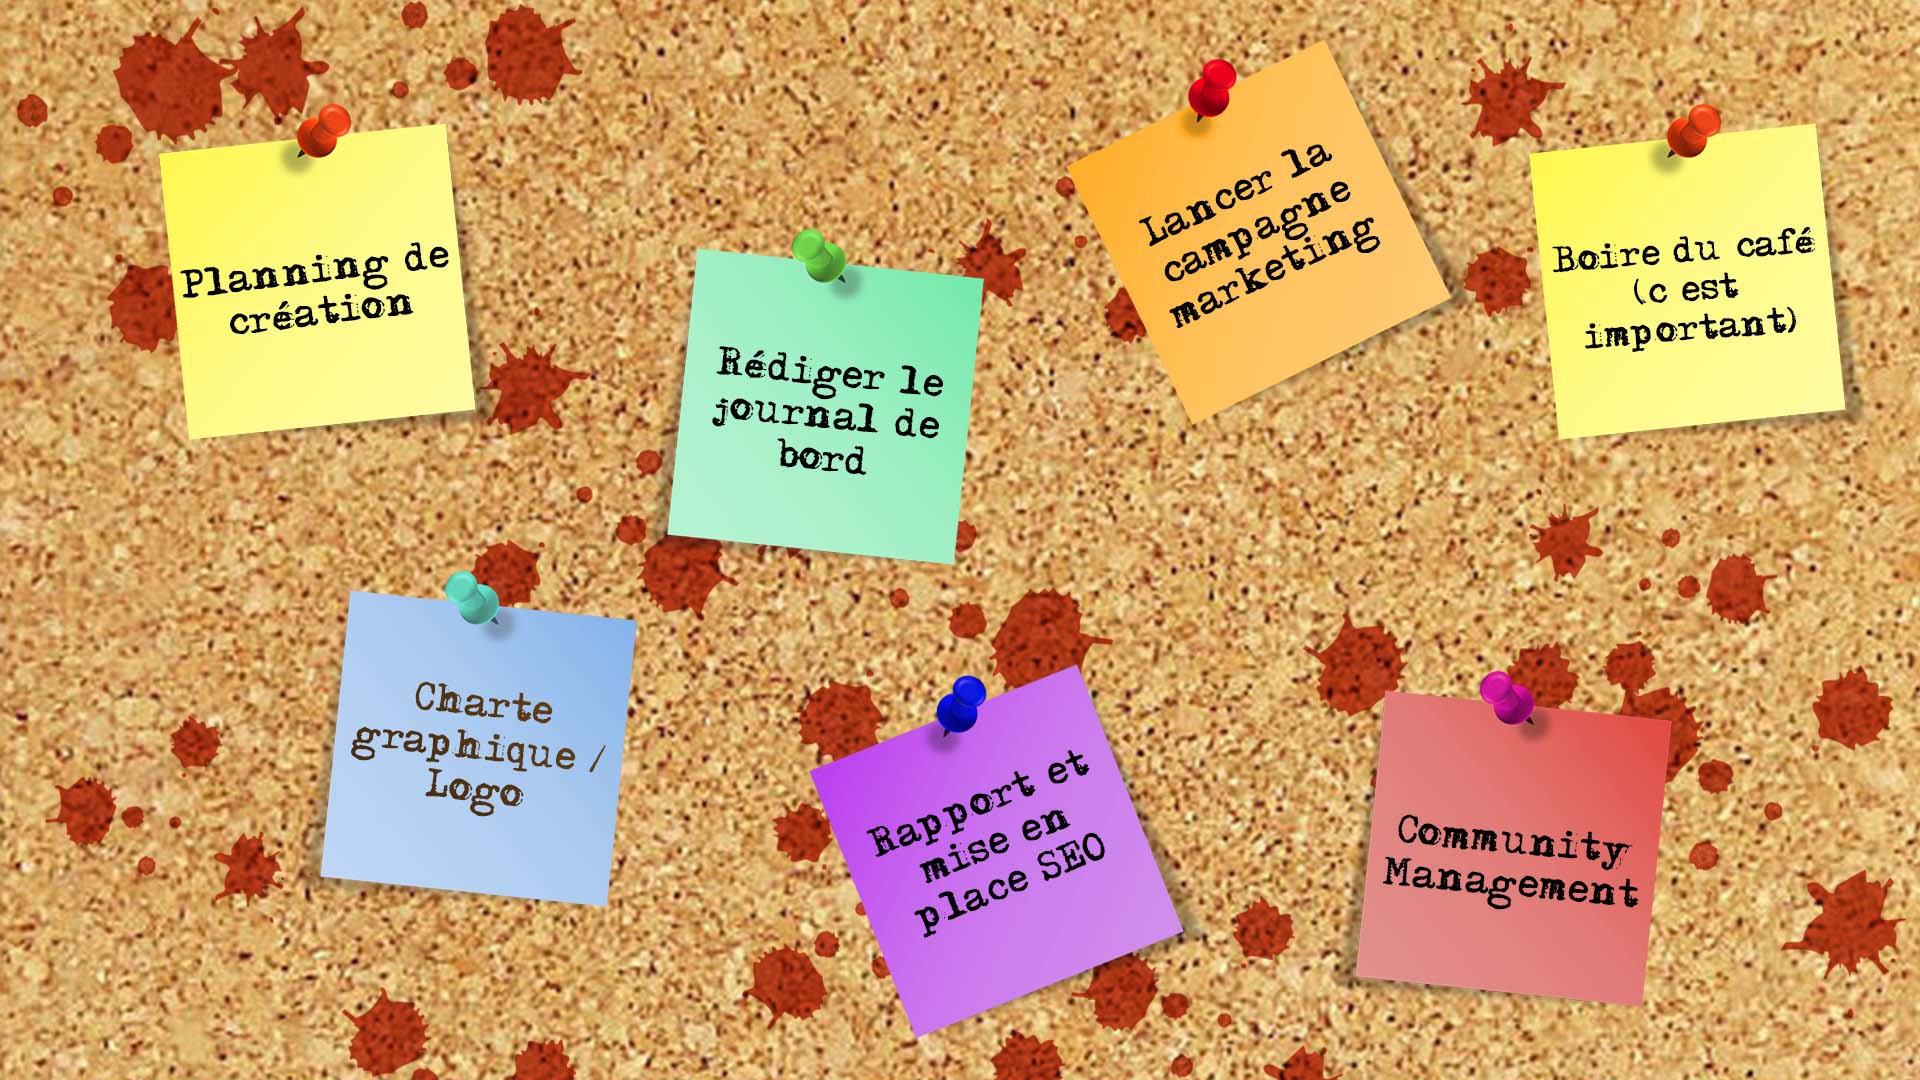 Planning de
création
Rédiger le
journal de
bord
Lancer la
campagne
marketing
Boire du café
(c est
important)
Charte
graphique /
Logo
Rapport et
mise en
place SEO
Community
Management